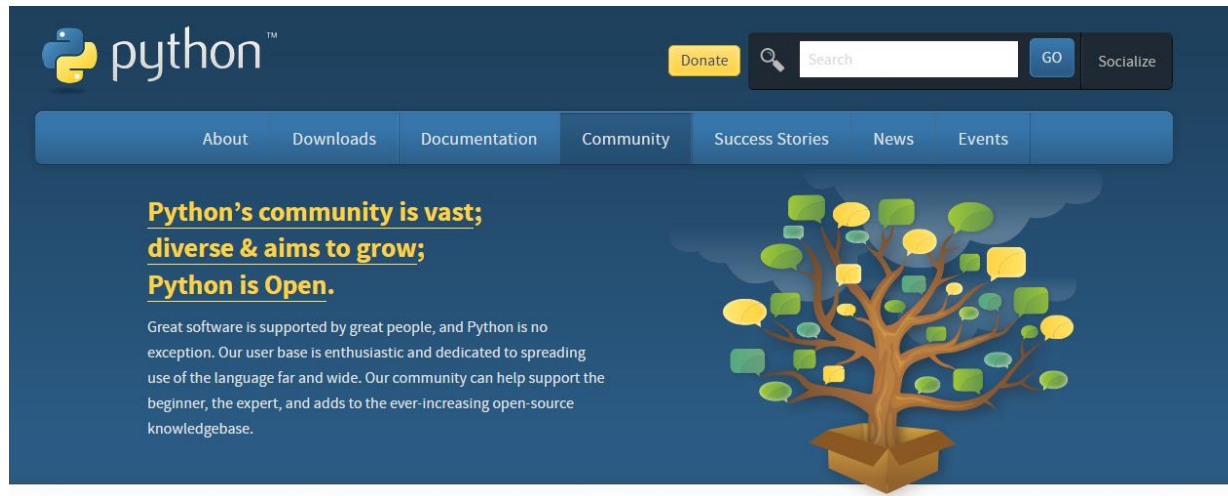 python™
Donate
Search
GO
Socialize
About
Downloads
Documentation
Community
Success Stories
News
Events
Python’s community is vast;
diverse & aims to grow;
Python is Open.
Great software is supported by great people, and Python is no
exception. Our user base is enthusiastic and dedicated to spreading
use of the language far and wide. Our community can help support the
beginner, the expert, and adds to the ever-increasing open-source
knowledgebase.